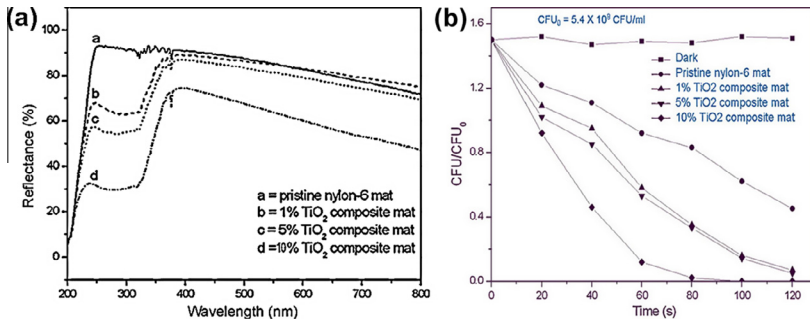 (a)
100
80
60
40
20
0
Reflectance (%)
a
b
c
d
a = pristine nylon-6 mat
b = 1% TiO2 composite mat
c = 5% TiO2 composite mat
d =10% TiO2 composite mat
200
300
400
500
600
700
800
Wavelength (nm)
(b)
CFU0 = 5.4 X 10^9 CFU/ml
1.6
1.2
0.8
0.4
0.0
CFU/CFU0
Dark
Pristine nylon-6 mat
1% TiO2 composite mat
5% TiO2 composite mat
10% TiO2 composite mat
0
20
40
60
80
100
120
Time (s)